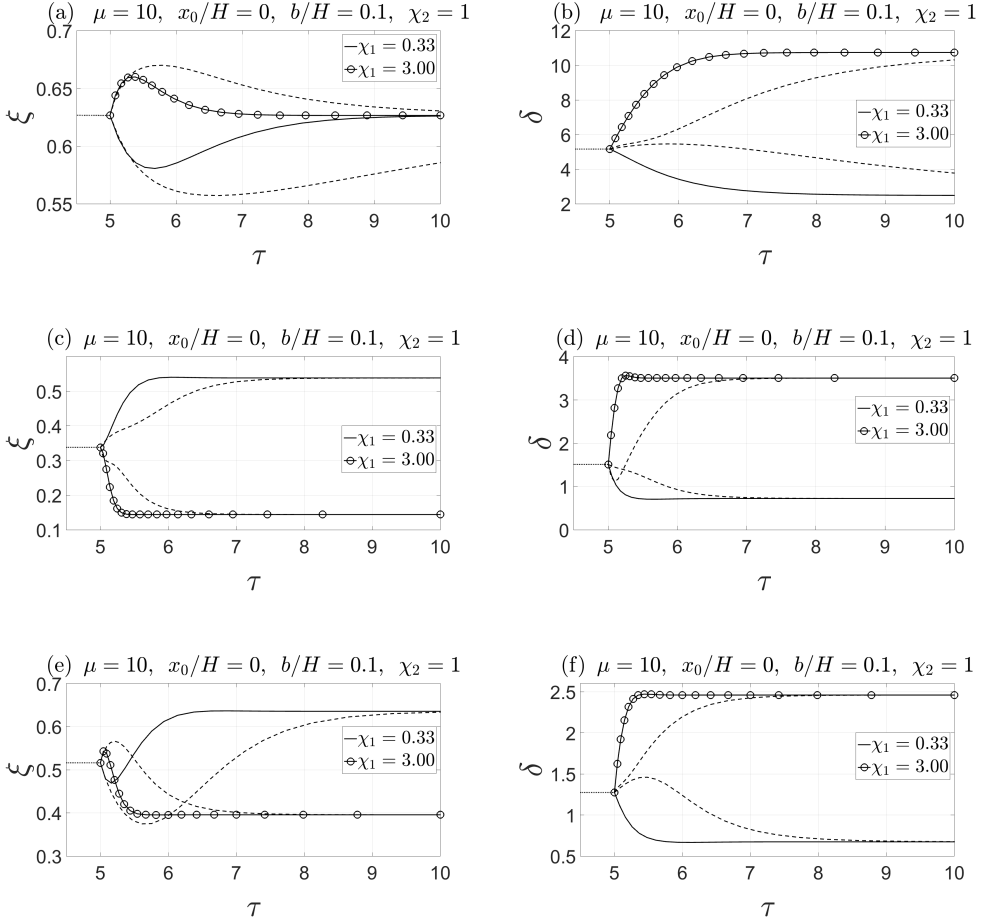 (a) μ = 10, x₀/H = 0, b/H = 0.1, χ₂ = 1
0.7
0.65
0.6
0.55
ξ
χ₁ = 0.33
χ₁ = 3.00
5 6 7 8 9 10
τ
(b) μ = 10, x₀/H = 0, b/H = 0.1, χ₂ = 1
12
10
8
6
4
2
δ
χ₁ = 0.33
χ₁ = 3.00
5 6 7 8 9 10
τ
(c) μ = 10, x₀/H = 0, b/H = 0.1, χ₂ = 1
0.5
0.4
0.3
0.2
0.1
ξ
χ₁ = 0.33
χ₁ = 3.00
5 6 7 8 9 10
τ
(d) μ = 10, x₀/H = 0, b/H = 0.1, χ₂ = 1
4
3
2
1
0
δ
χ₁ = 0.33
χ₁ = 3.00
5 6 7 8 9 10
τ
(e) μ = 10, x₀/H = 0, b/H = 0.1, χ₂ = 1
0.7
0.6
0.5
0.4
0.3
ξ
χ₁ = 0.33
χ₁ = 3.00
5 6 7 8 9 10
τ
(f) μ = 10, x₀/H = 0, b/H = 0.1, χ₂ = 1
2.5
2
1.5
1
0.5
δ
χ₁ = 0.33
χ₁ = 3.00
5 6 7 8 9 10
τ